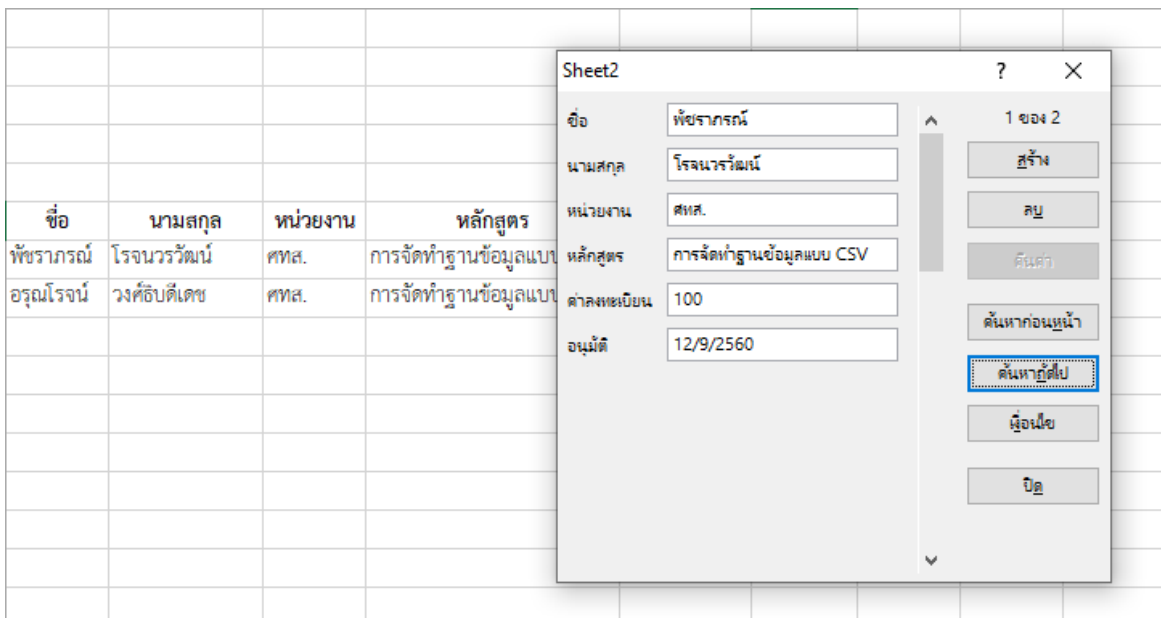 Sheet2 ? ×
ชื่อ พัชราภรณ์ 1 ของ 2
นามสกุล โรจนวรวัฒน์ สร้าง
หน่วยงาน ศทส. ลบ
หลักสูตร การจัดทำฐานข้อมูลแบบ CSV คืนค่า
ค่าลงทะเบียน 100 ค้นหาก่อนหน้า
อนุมัติ 12/9/2560 ค้นหาถัดไป
เงื่อนไข
ปิด
ชื่อ นามสกุล หน่วยงาน หลักสูตร
พัชราภรณ์ โรจนวรวัฒน์ ศทส. การจัดทำฐานข้อมูลแบบ
อรุณโรจน์ วงศ์ธิบดีเดช ศทส. การจัดทำฐานข้อมูลแบบ